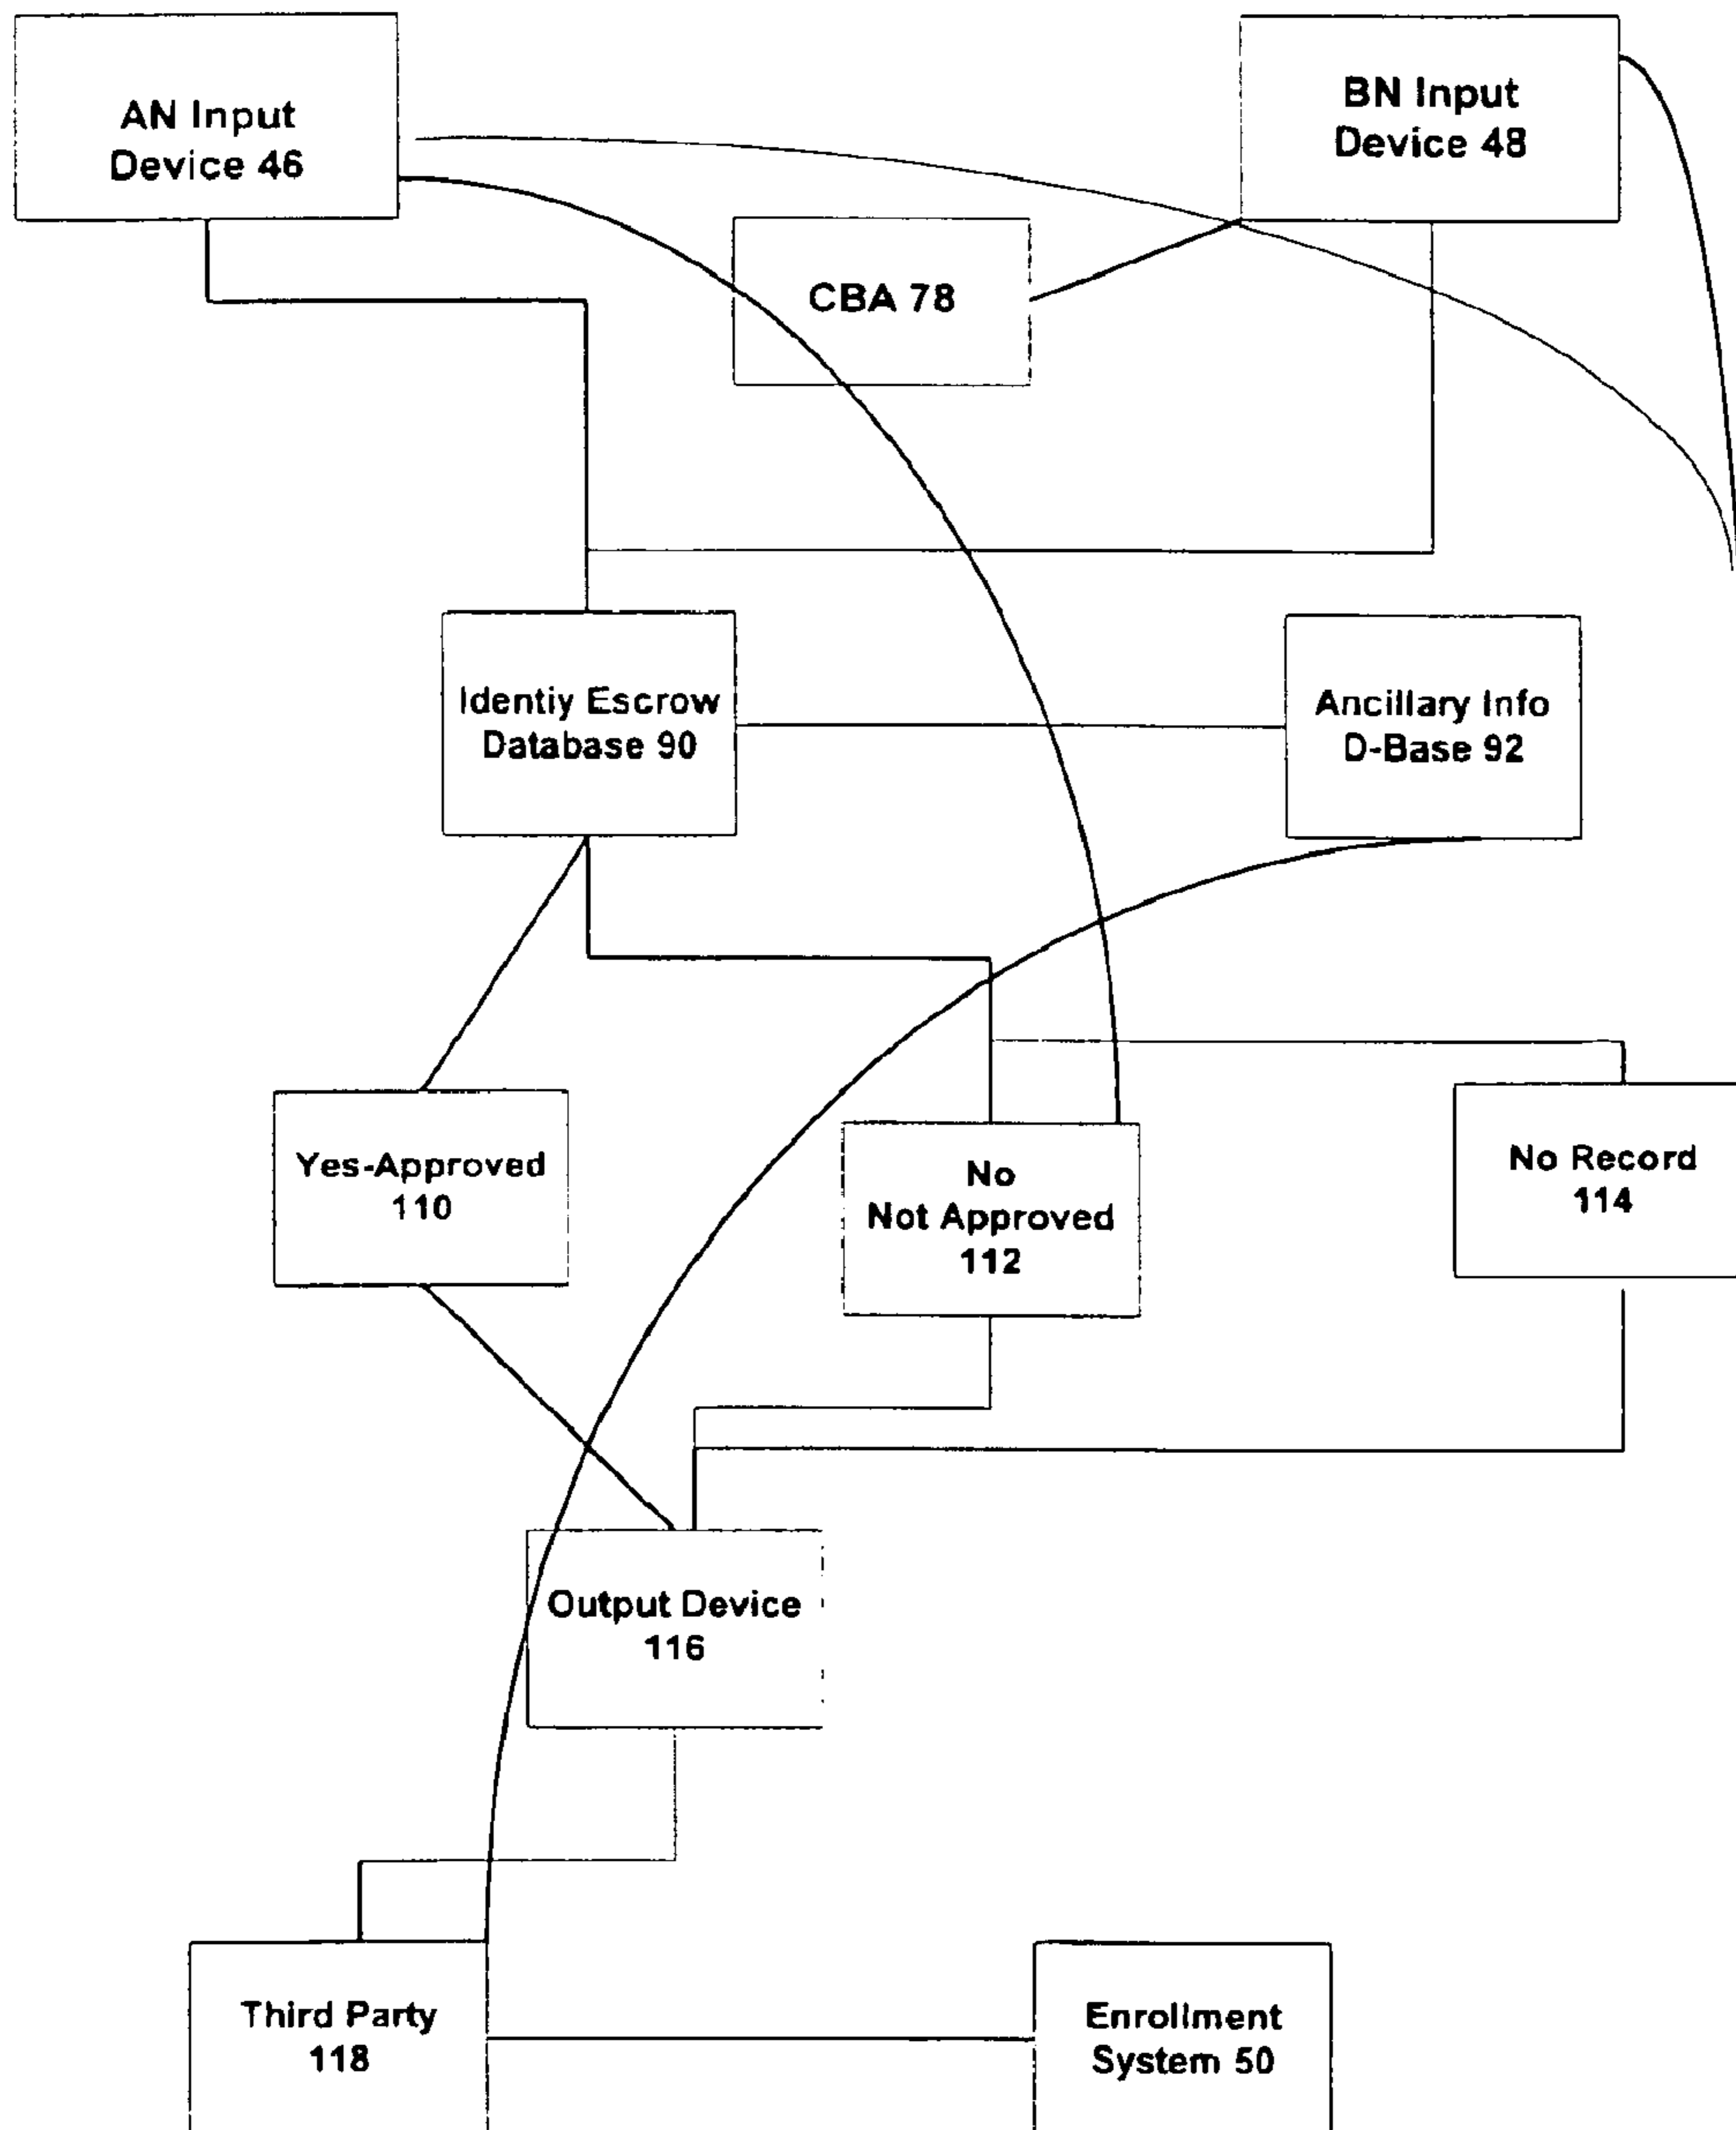 AN Input
Device 46
BN Input
Device 48
CBA 78
Identiy Escrow
Database 90
Ancillary Info
D-Base 92
Yes-Approved
110
No
Not Approved
112
No Record
114
Output Device
116
Third Party
118
Enrollment
System 50